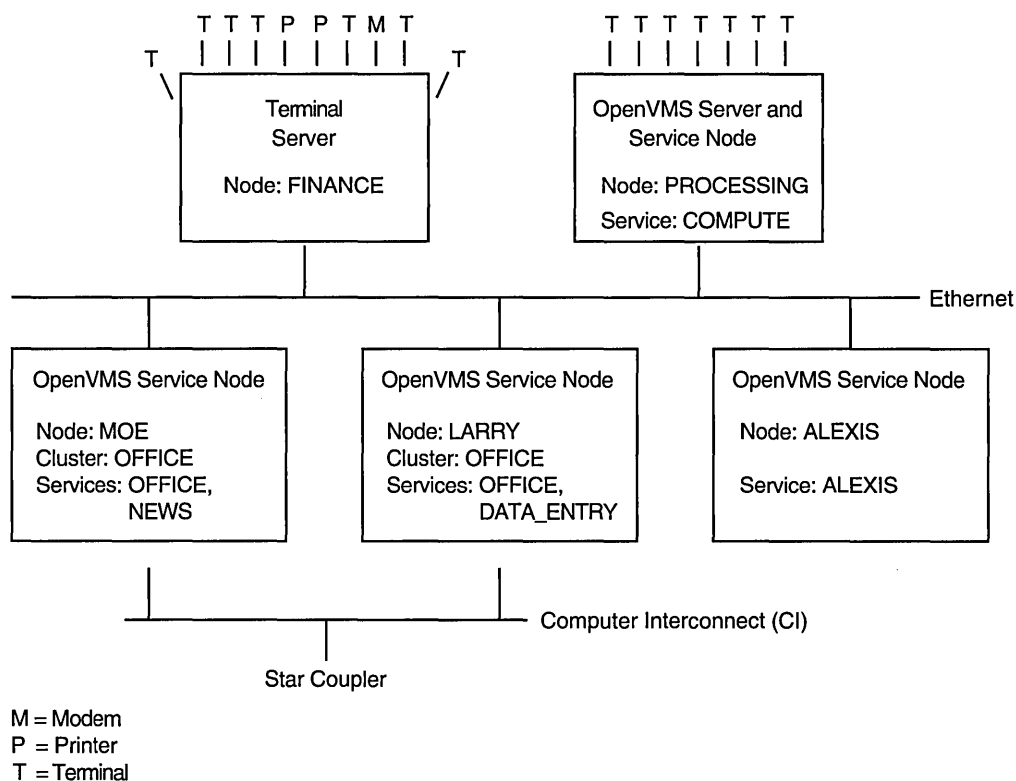 T T T P P T M T
T T
T T T T T T T
Terminal
Server
Node: FINANCE
OpenVMS Server and
Service Node
Node: PROCESSING
Service: COMPUTE
Ethernet
OpenVMS Service Node
Node: MOE
Cluster: OFFICE
Services: OFFICE,
NEWS
OpenVMS Service Node
Node: LARRY
Cluster: OFFICE
Services: OFFICE,
DATA_ENTRY
OpenVMS Service Node
Node: ALEXIS
Service: ALEXIS
Computer Interconnect (CI)
Star Coupler
M = Modem
P = Printer
T = Terminal